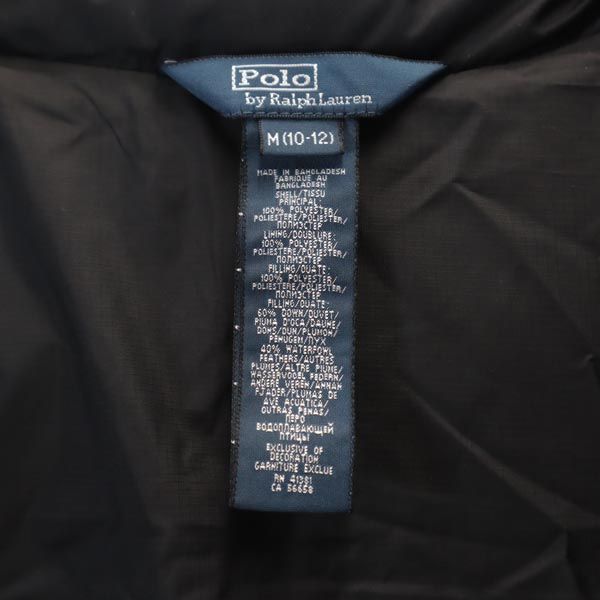 Polo
by Ralph Lauren
M (10-12)
MADE IN BANGLADESH
FABRIQUE AU
BANGLADESH
SHELL/TISSU
PRINCIPAL:
100% POLYESTER/
POLIESTERE/POLIESTER/
ПОЛИЭСТЕР
LINING/DOUBLURE:
100% POLYESTER/
POLIESTERE/POLIESTER/
ПОЛИЭСТЕР
FILLING/OUATE:
100% POLYESTER/
POLIESTERE/POLIESTER/
ПОЛИЭСТЕР
FILLING/OUATE:
60% DOWN/DUVET/
PIUMA D'OCA/DAUNE/
DONS/DUN/PLUMON/
PENUGEM/ПУХ
40% WATERFOWL
FEATHERS/AUTRES
PLUMES/ALTRE PIUME/
WASSERVOGEL FEDERN/
ANDERE VEREN/ANNAN
FJADER/PLUMAS DE
AVE ACUATICA/
OUTRAS PENAS/
ПЕРО
ВОДОПЛАВАЮЩЕЙ
ПТИЦЫ
EXCLUSIVE OF
DECORATION
GARNITURE EXCLUE
RN 41381
CA 56658